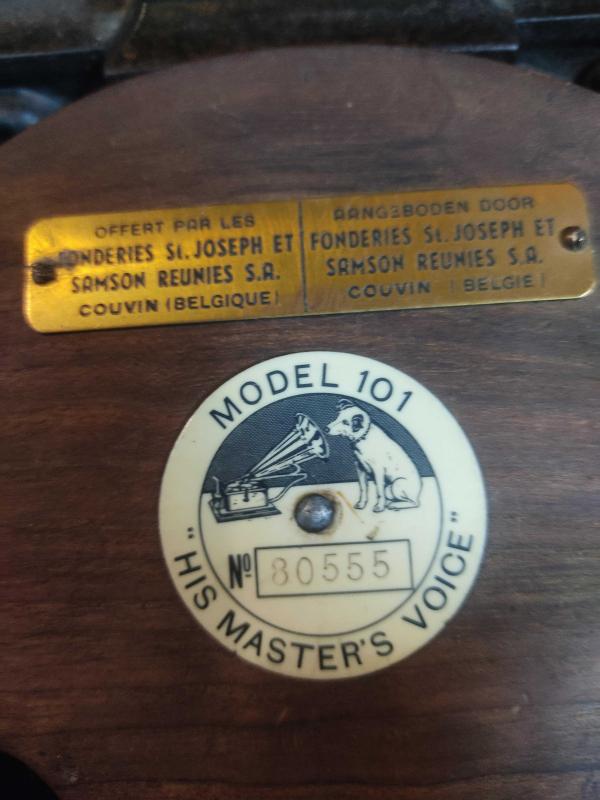 OFFERT PAR LES
FONDERIES St. JOSEPH ET
SAMSON REUNIES S.A.
COUVIN (BELGIQUE)
AANGEBODEN DOOR
FONDERIES St. JOSEPH ET
SAMSON REUNIES S.A.
COUVIN (BELGIE)
MODEL 101
Nº 80555
"HIS MASTER'S VOICE"